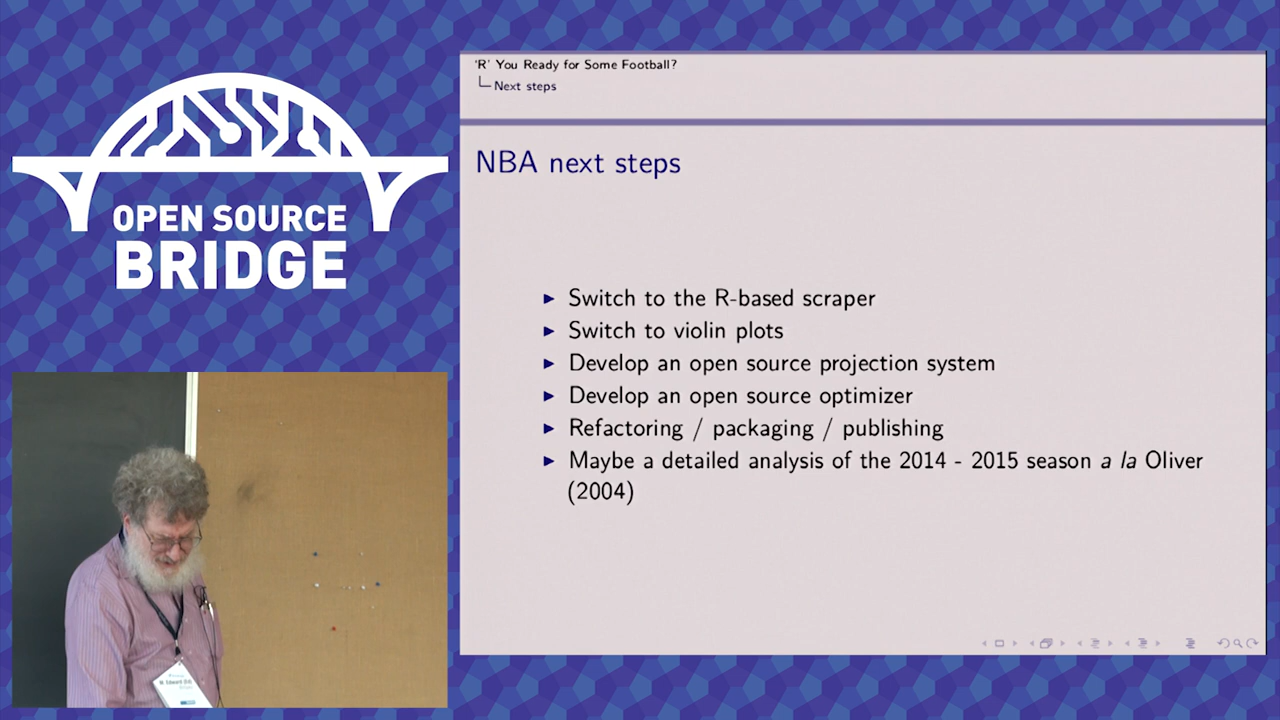 OPEN SOURCE
BRIDGE
'R' You Ready for Some Football?
Next steps
NBA next steps
Switch to the R-based scraper
Switch to violin plots
Develop an open source projection system
Develop an open source optimizer
Refactoring / packaging / publishing
Maybe a detailed analysis of the 2014 - 2015 season a la Oliver
(2004)
M. Edward